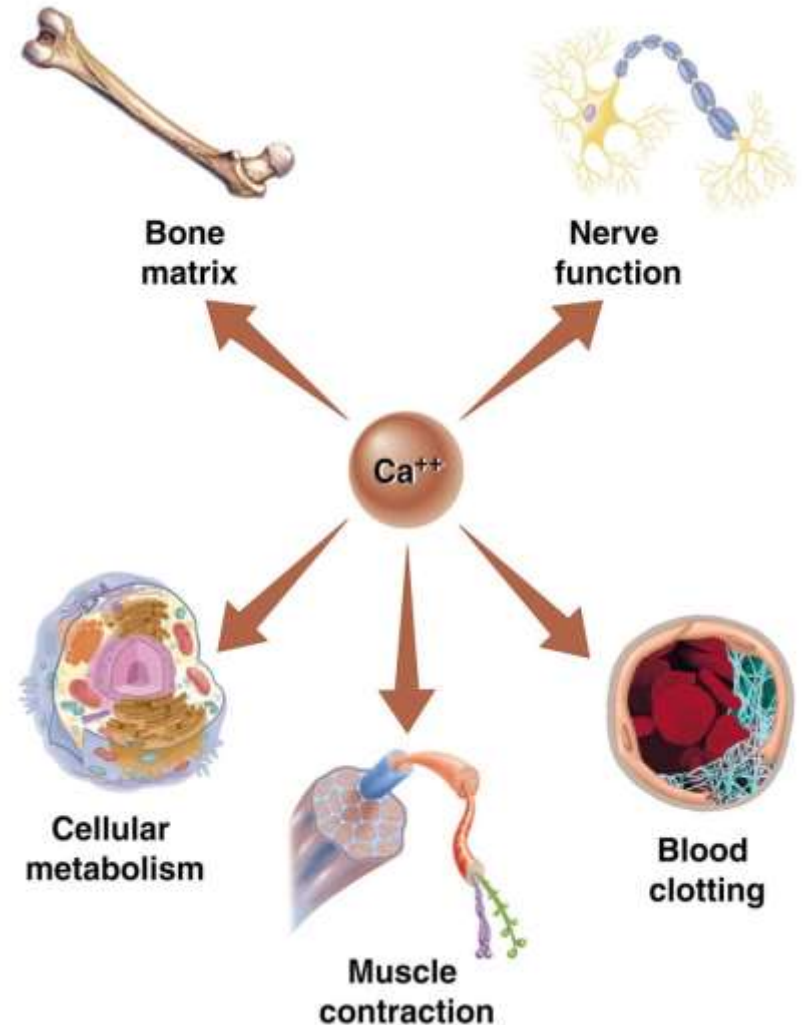 Bone
matrix
Nerve
function
Ca++
Cellular
metabolism
Muscle
contraction
Blood
clotting